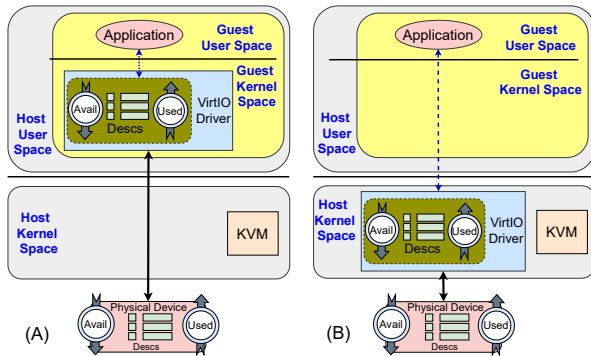 Application
Guest
User Space
Guest
Kernel
Space
Avail
Used
Descs
VirtIO
Driver
Host
User
Space
Host
Kernel
Space
KVM
Physical Device
Avail
Used
Descs
(A)
Application
Guest
User Space
Guest
Kernel Space
Host
User
Space
Host
Kernel
Space
Avail
Used
Descs
VirtIO
Driver
KVM
Physical Device
Avail
Used
Descs
(B)